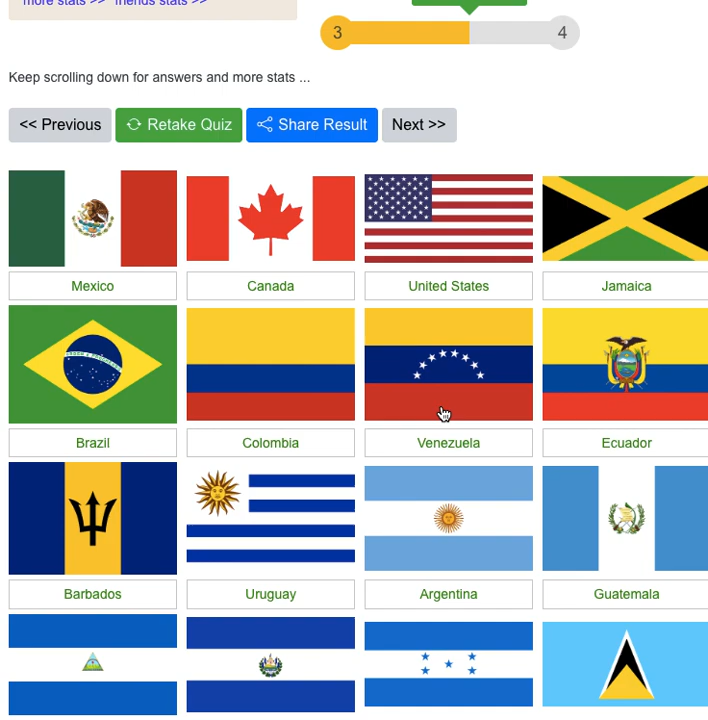 more stats >> friends stats >>
3 4
Keep scrolling down for answers and more stats ...
<< Previous Retake Quiz Share Result Next >>
Mexico Canada United States Jamaica
Brazil Colombia Venezuela Ecuador
Barbados Uruguay Argentina Guatemala